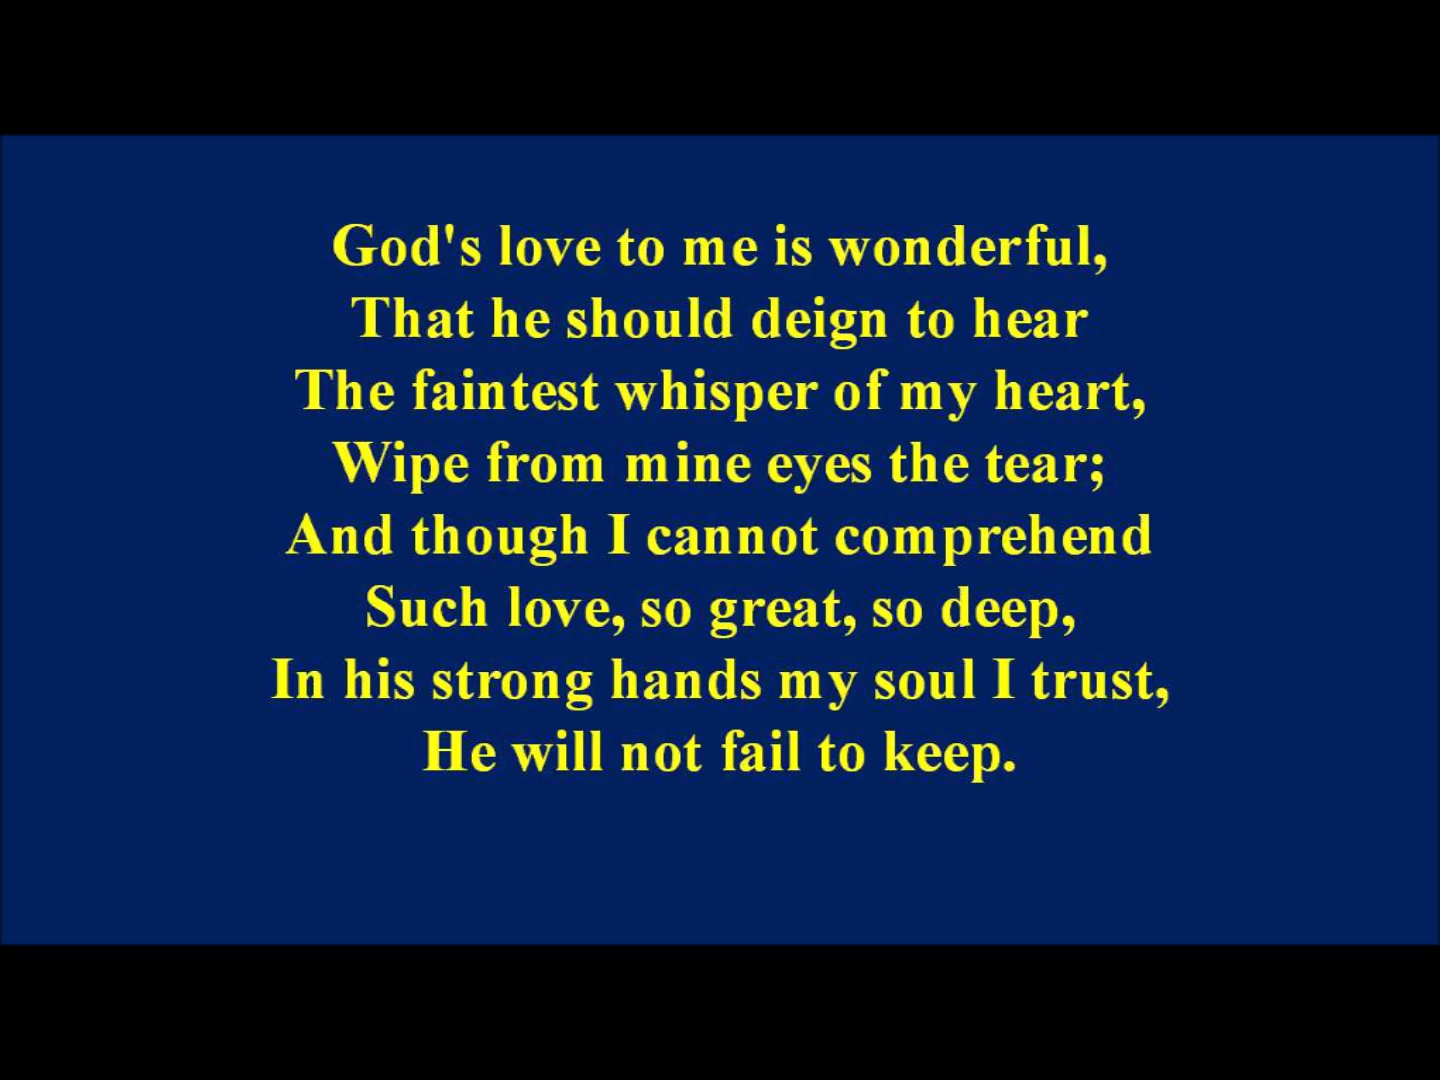 God's love to me is wonderful,
That he should deign to hear
The faintest whisper of my heart,
Wipe from mine eyes the tear;
And though I cannot comprehend
Such love, so great, so deep,
In his strong hands my soul I trust,
He will not fail to keep.